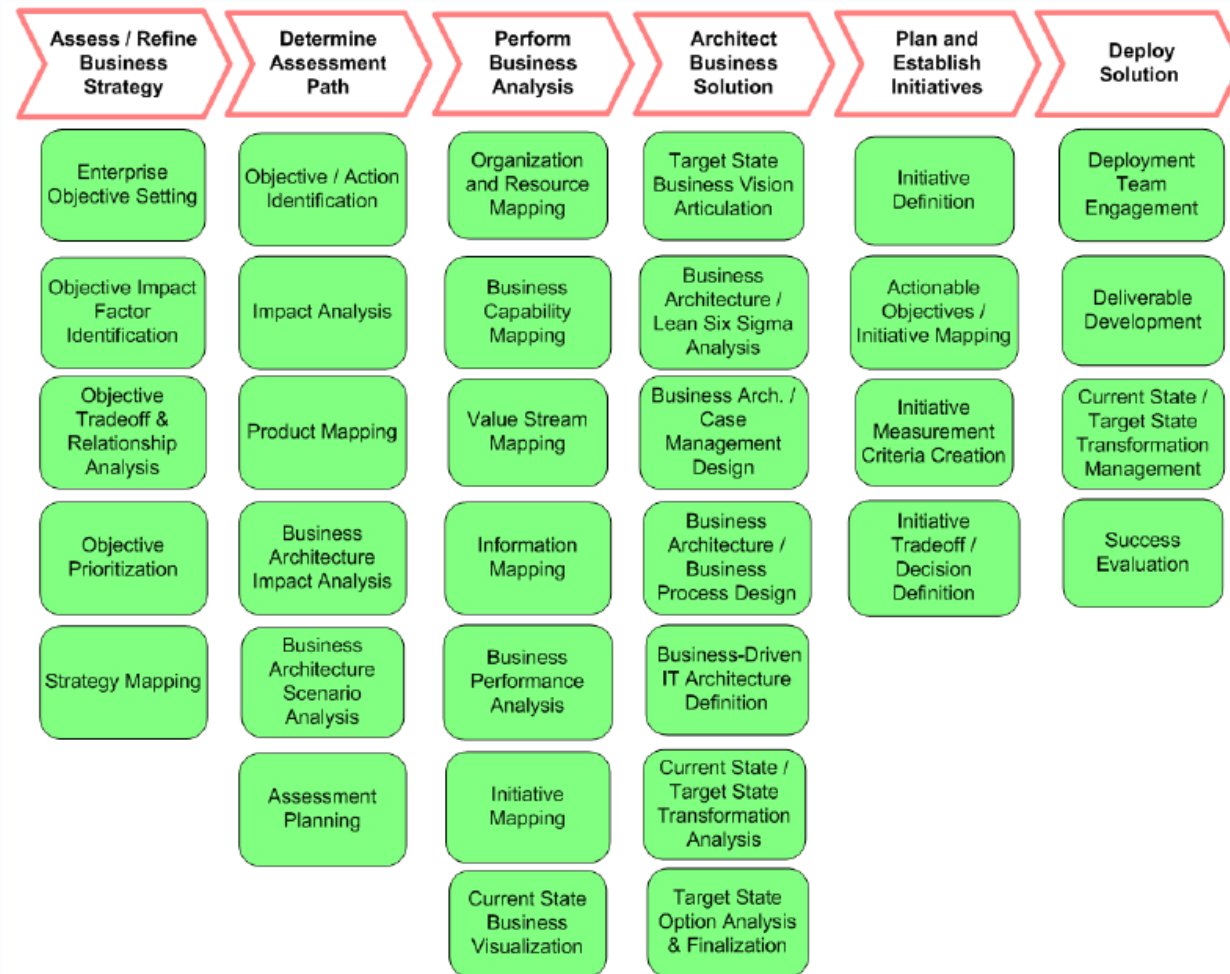 Assess / Refine
Business
Strategy
Determine
Assessment
Path
Perform
Business
Analysis
Architect
Business
Solution
Plan and
Establish
Initiatives
Deploy
Solution
Enterprise
Objective Setting
Objective Impact
Factor
Identification
Objective
Tradeoff &
Relationship
Analysis
Objective
Prioritization
Strategy Mapping
Objective / Action
Identification
Impact Analysis
Product Mapping
Business
Architecture
Impact Analysis
Business
Architecture
Scenario
Analysis
Assessment
Planning
Organization
and Resource
Mapping
Business
Capability
Mapping
Value Stream
Mapping
Information
Mapping
Business
Performance
Analysis
Initiative
Mapping
Current State
Business
Visualization
Target State
Business Vision
Articulation
Business
Architecture /
Lean Six Sigma
Analysis
Business Arch. /
Case
Management
Design
Business
Architecture /
Business
Process Design
Business-Driven
IT Architecture
Definition
Current State /
Target State
Transformation
Analysis
Target State
Option Analysis
& Finalization
Initiative
Definition
Actionable
Objectives /
Initiative Mapping
Initiative
Measurement
Criteria Creation
Initiative
Tradeoff /
Decision
Definition
Deployment
Team
Engagement
Deliverable
Development
Current State /
Target State
Transformation
Management
Success
Evaluation